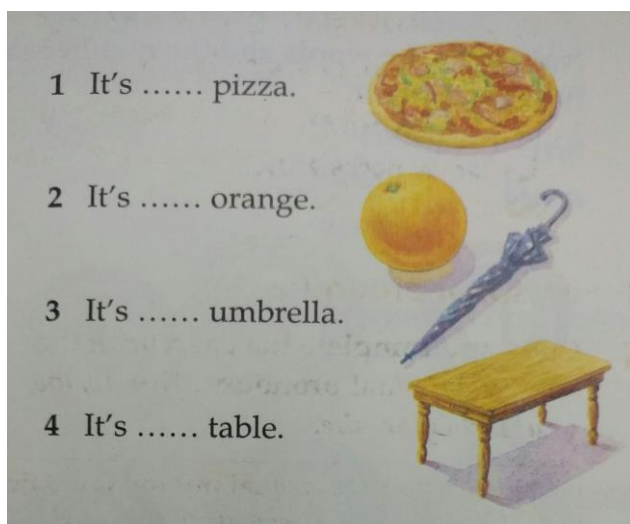 1 It's ...... pizza.
2 It's ...... orange.
3 It's ...... umbrella.
4 It's ...... table.